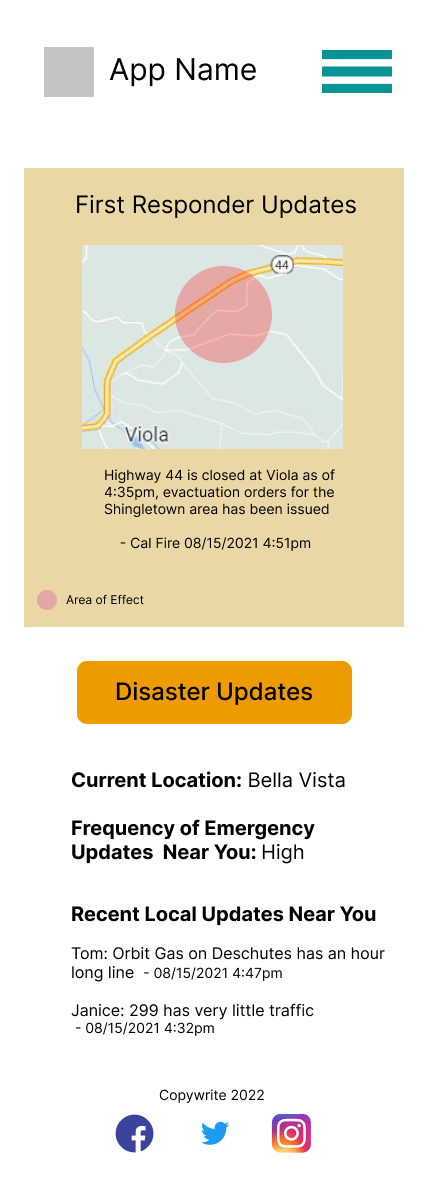 App Name
First Responder Updates
44
Viola
Highway 44 is closed at Viola as of
4:35pm, evactuation orders for the
Shingletown area has been issued
- Cal Fire 08/15/2021 4:51pm
Area of Effect
Disaster Updates
Current Location: Bella Vista
Frequency of Emergency
Updates  Near You: High
Recent Local Updates Near You
Tom: Orbit Gas on Deschutes has an hour
long line  - 08/15/2021 4:47pm
Janice: 299 has very little traffic
- 08/15/2021 4:32pm
Copywrite 2022